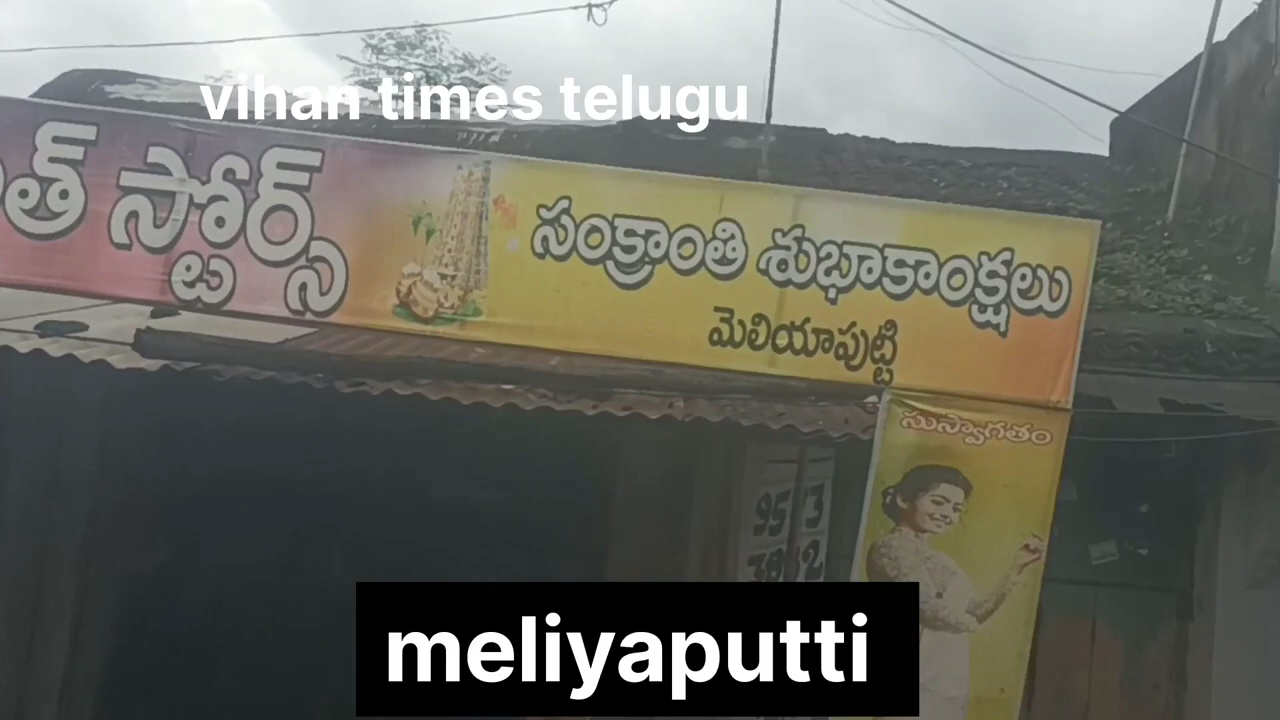 vihan times telugu
స్టోర్స్
సంక్రాంతి శుభాకాంక్షలు
మెలియాపుట్టి
సుస్వాగతం
meliyaputti